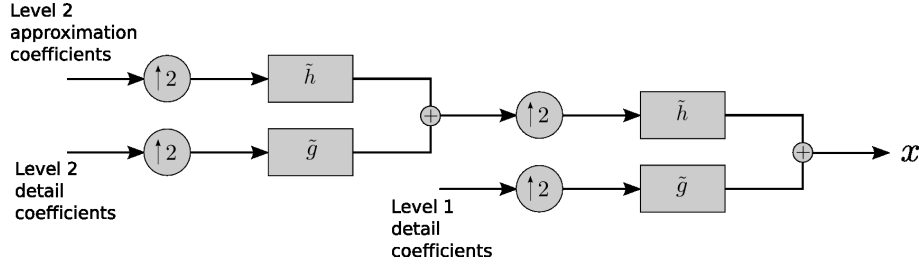 Level 2
approximation
coefficients
↑2
h̃
+
↑2
g̃
Level 2
detail
coefficients
↑2
h̃
+
x
↑2
g̃
Level 1
detail
coefficients